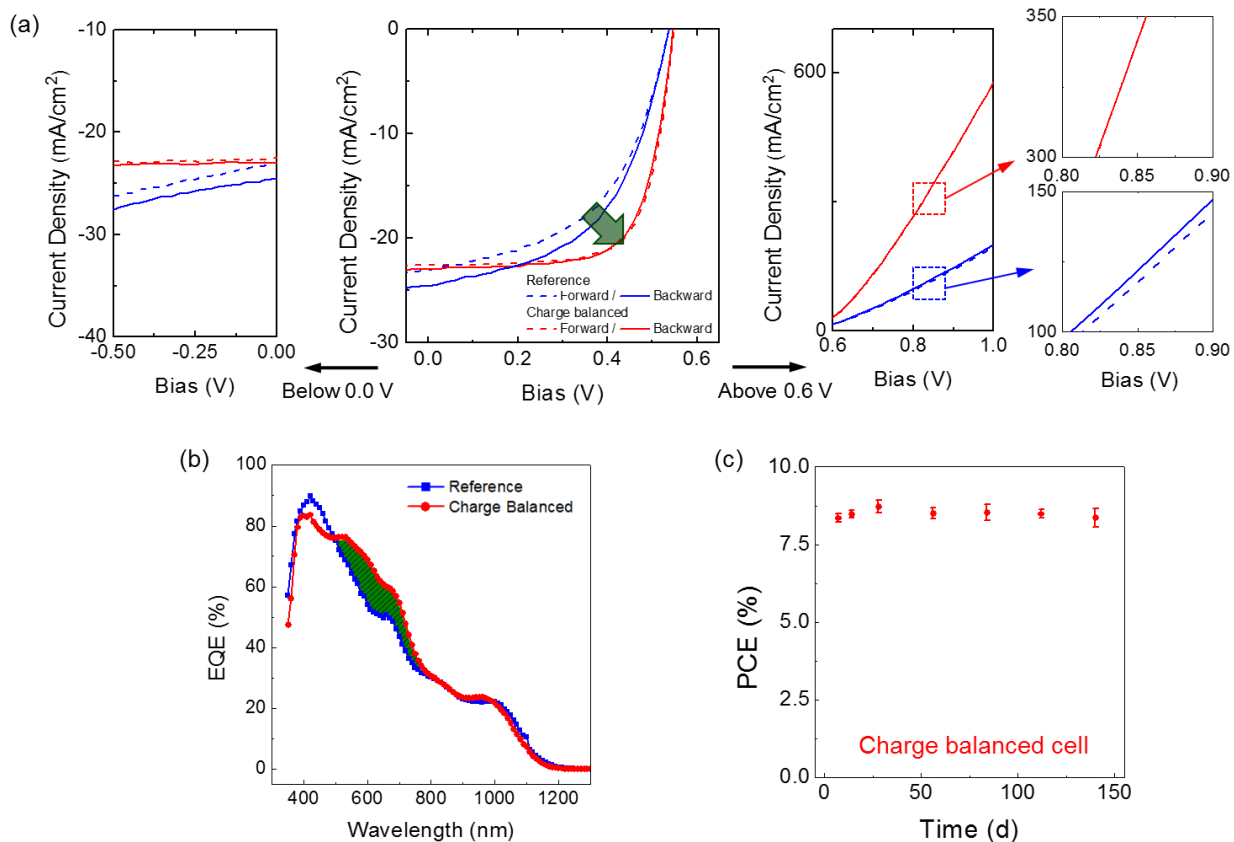 (a)
-10
-20
-30
-40
Current Density (mA/cm²)
-0.50
-0.25
0.00
Bias (V)
Below 0.0 V
0
-10
-20
-30
Current Density (mA/cm²)
Reference
Forward / Backward
Charge balanced
Forward / Backward
0.0
0.2
0.4
0.6
Bias (V)
Above 0.6 V
600
0
Current Density (mA/cm²)
0.6
0.8
1.0
Bias (V)
350
300
0.80
0.85
0.90
150
100
0.80
0.85
0.90
Bias (V)
(b)
100
80
60
40
20
0
EQE (%)
Reference
Charge Balanced
400
600
800
1000
1200
Wavelength (nm)
(c)
10.0
7.5
5.0
2.5
0.0
PCE (%)
Charge balanced cell
0
50
100
150
Time (d)